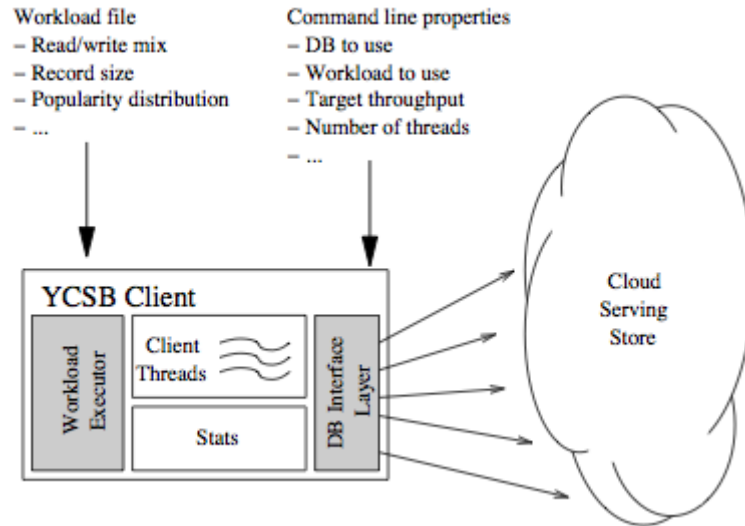 Workload file
– Read/write mix
– Record size
– Popularity distribution
– ...
Command line properties
– DB to use
– Workload to use
– Target throughput
– Number of threads
– ...
YCSB Client
Workload
Executor
Client
Threads
Stats
DB Interface
Layer
Cloud
Serving
Store